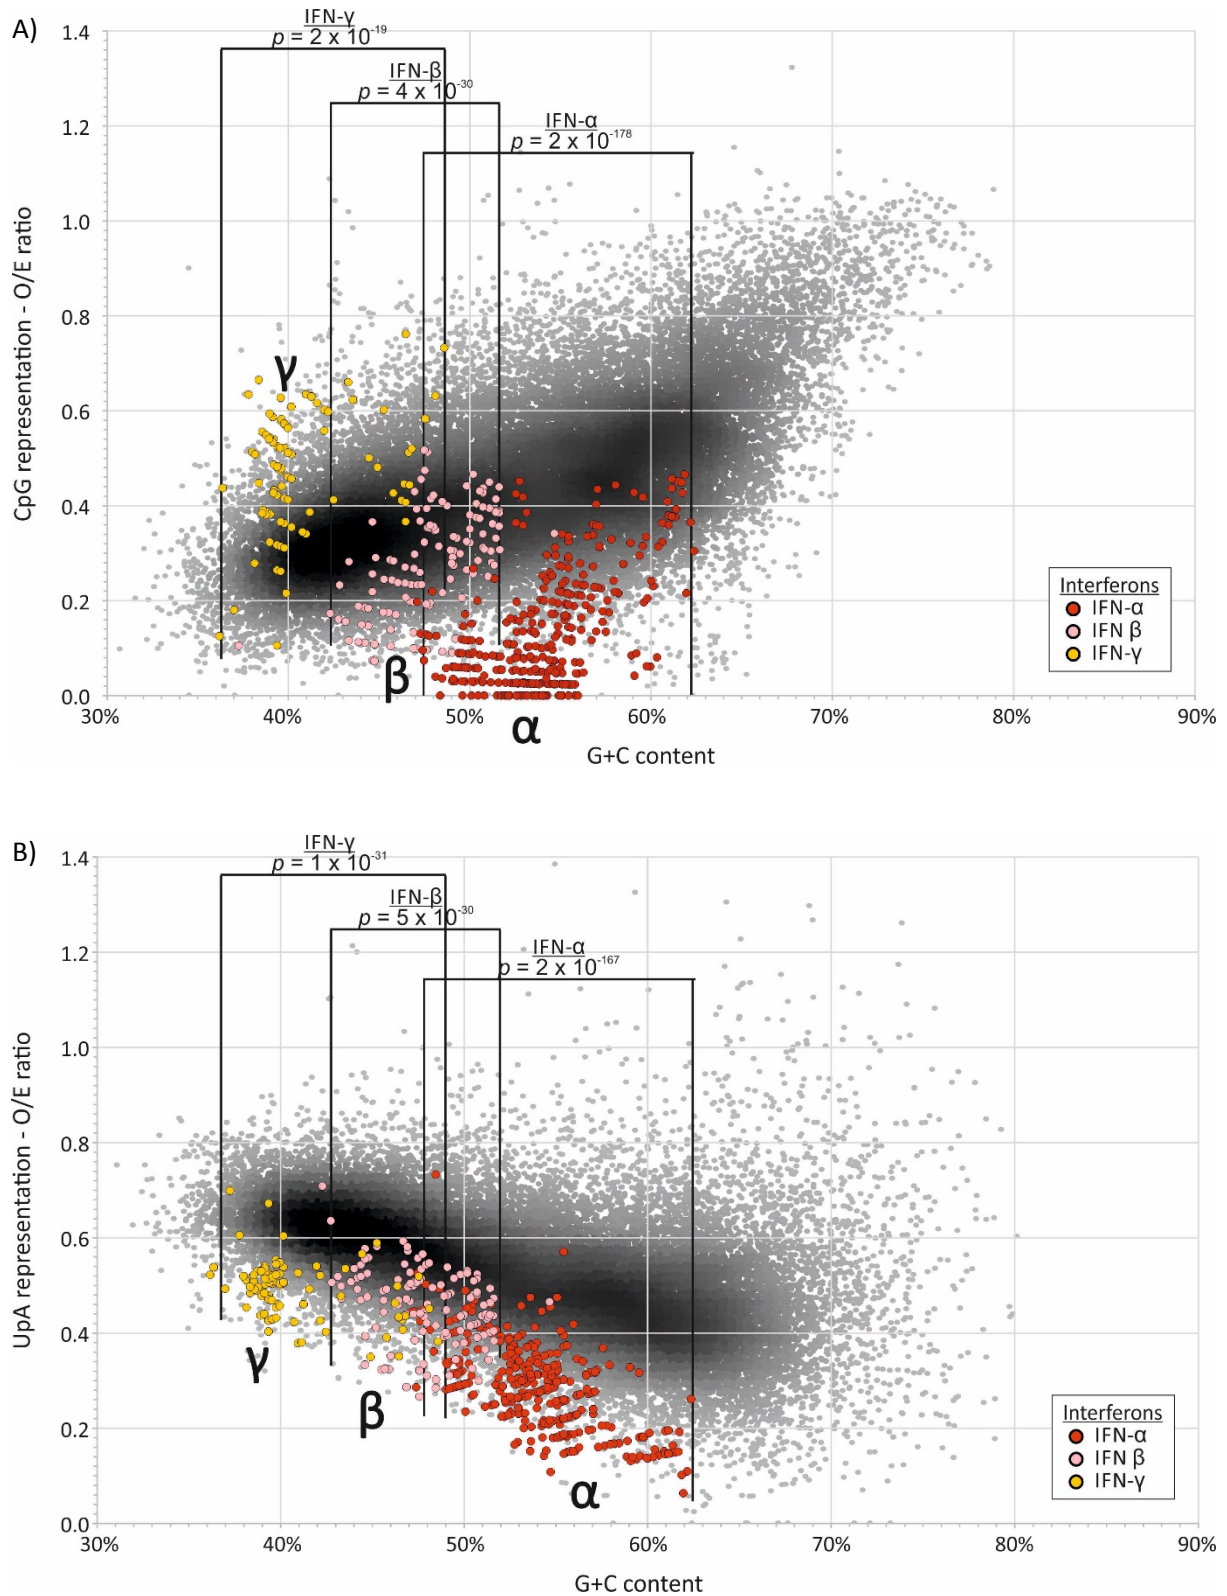 A)
IFN-γ
p = 2 x 10-19
IFN-β
p = 4 x 10-30
IFN-α
p = 2 x 10-178
1.4
1.2
1.0
0.8
0.6
0.4
0.2
0.0
CpG representation - O/E ratio
γ
β
α
Interferons
IFN-α
IFN β
IFN-γ
30%
40%
50%
60%
70%
80%
90%
G+C content
B)
IFN-γ
p = 1 x 10-31
IFN-β
p = 5 x 10-30
IFN-α
p = 2 x 10-167
1.4
1.2
1.0
0.8
0.6
0.4
0.2
0.0
UpA representation - O/E ratio
γ
β
α
Interferons
IFN-α
IFN β
IFN-γ
30%
40%
50%
60%
70%
80%
90%
G+C content